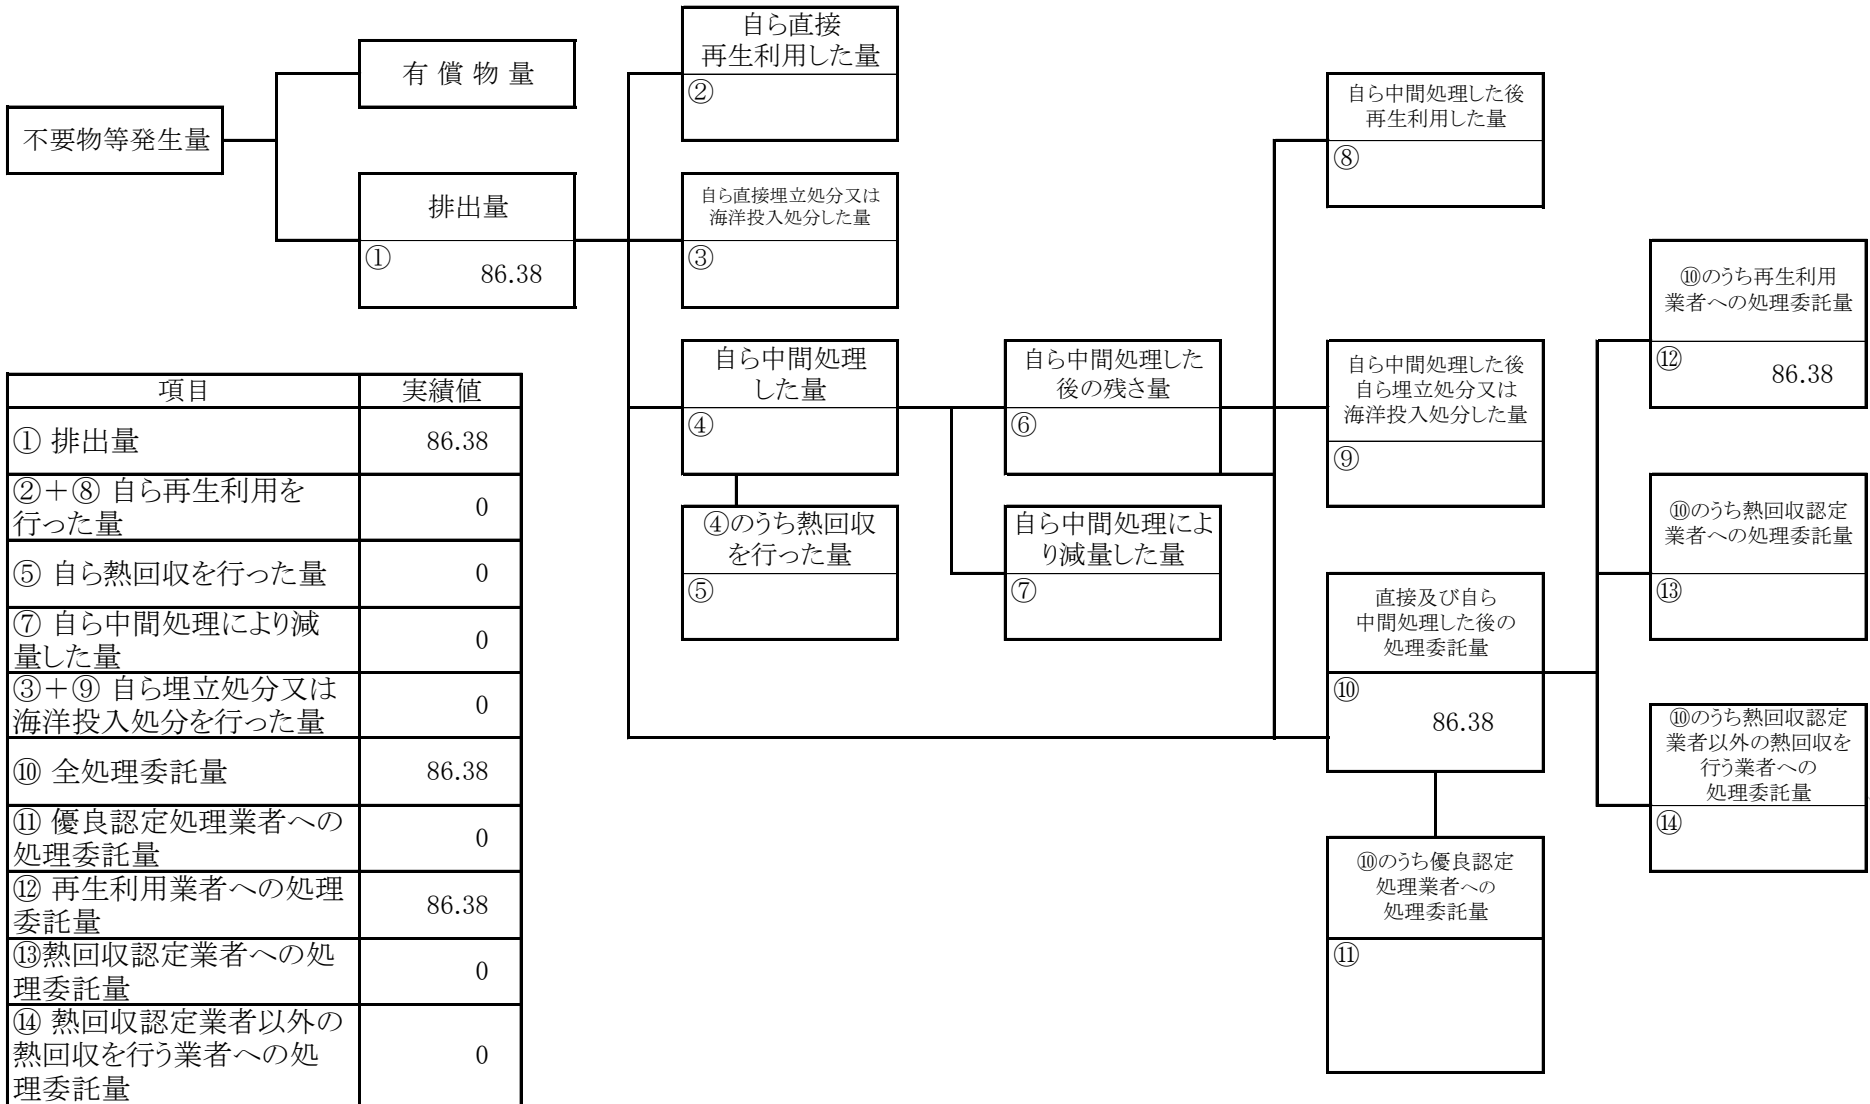 不要物等発生量
有 償 物 量
排出量
①
86.38
自ら直接
再生利用した量
②
自ら直接埋立処分又は
海洋投入処分した量
③
自ら中間処理
した量
④
④のうち熱回収
を行った量
⑤
自ら中間処理した
後の残さ量
⑥
自ら中間処理によ
り減量した量
⑦
自ら中間処理した後
再生利用した量
⑧
自ら中間処理した後
自ら埋立処分又は
海洋投入処分した量
⑨
直接及び自ら
中間処理した後の
処理委託量
⑩
86.38
⑩のうち優良認定
処理業者への
処理委託量
⑪
⑩のうち再生利用
業者への処理委託量
⑫
86.38
⑩のうち熱回収認定
業者への処理委託量
⑬
⑩のうち熱回収認定
業者以外の熱回収を
行う業者への
処理委託量
⑭
項目 実績値
① 排出量 86.38
②＋⑧ 自ら再生利用を
行った量 0
⑤ 自ら熱回収を行った量 0
⑦ 自ら中間処理により減
量した量 0
③＋⑨ 自ら埋立処分又は
海洋投入処分を行った量 0
⑩ 全処理委託量 86.38
⑪ 優良認定処理業者への
処理委託量 0
⑫ 再生利用業者への処理
委託量 86.38
⑬熱回収認定業者への処
理委託量 0
⑭ 熱回収認定業者以外の
熱回収を行う業者への処
理委託量 0